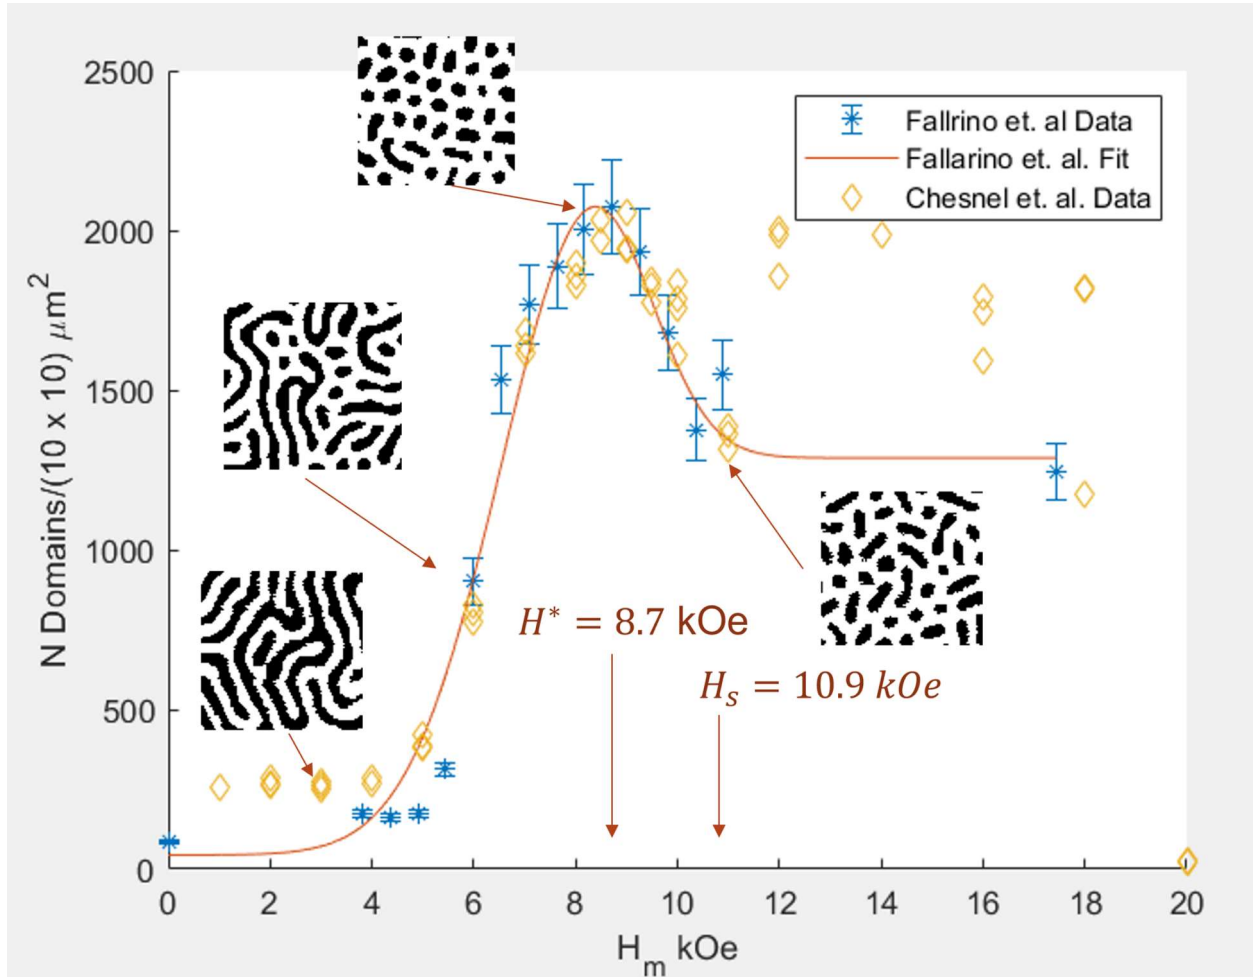 2500
2000
1500
1000
500
0
N Domains/(10 x 10) μm²
Fallrino et. al Data
Fallarino et. al. Fit
Chesnel et. al. Data
H* = 8.7 kOe
Hₛ = 10.9 kOe
0 2 4 6 8 10 12 14 16 18 20
Hₘ kOe